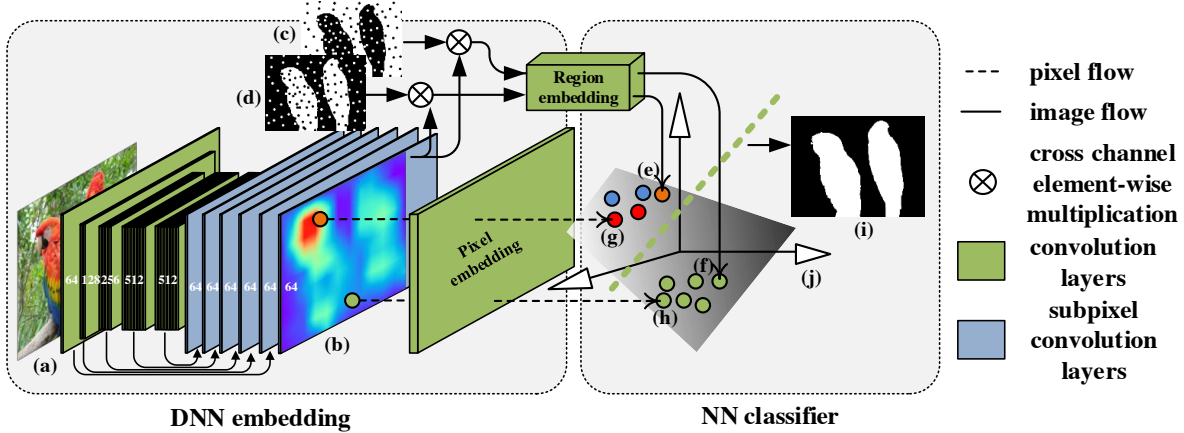 (c)
(d)
Region
embedding
(e)
(g)
(f)
(h)
(i)
(j)
Pixel
embedding
64
128
256
512
512
64
64
64
64
64
64
(a)
(b)
DNN embedding
NN classifier
pixel flow
image flow
cross channel
element-wise
multiplication
convolution
layers
subpixel
convolution
layers